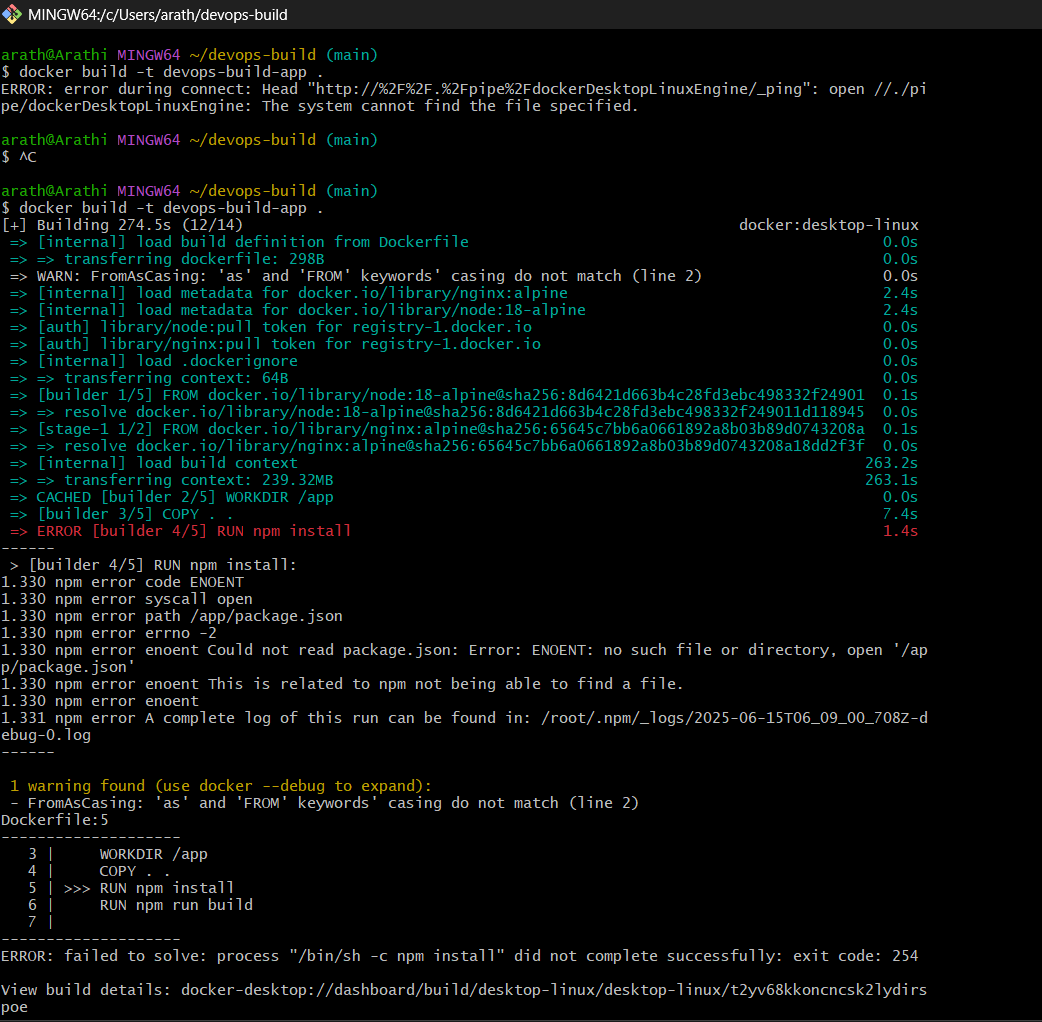 MINGW64:/c/Users/arath/devops-build
arath@Arathi MINGW64 ~/devops-build (main)
$ docker build -t devops-build-app .
ERROR: error during connect: Head "http://%2F%2F.%2Fpipe%2FdockerDesktopLinuxEngine/_ping": open //./pi
pe/dockerDesktopLinuxEngine: The system cannot find the file specified.
arath@Arathi MINGW64 ~/devops-build (main)
$ ^C
arath@Arathi MINGW64 ~/devops-build (main)
$ docker build -t devops-build-app .
[+] Building 274.5s (12/14) docker:desktop-linux
=> [internal] load build definition from Dockerfile 0.0s
=> => transferring dockerfile: 298B 0.0s
=> WARN: FromAsCasing: 'as' and 'FROM' keywords' casing do not match (line 2) 0.0s
=> [internal] load metadata for docker.io/library/nginx:alpine 2.4s
=> [internal] load metadata for docker.io/library/node:18-alpine 2.4s
=> [auth] library/node:pull token for registry-1.docker.io 0.0s
=> [auth] library/nginx:pull token for registry-1.docker.io 0.0s
=> [internal] load .dockerignore 0.0s
=> => transferring context: 64B 0.0s
=> [builder 1/5] FROM docker.io/library/node:18-alpine@sha256:8d6421d663b4c28fd3ebc498332f24901 0.1s
=> => resolve docker.io/library/node:18-alpine@sha256:8d6421d663b4c28fd3ebc498332f249011d118945 0.0s
=> [stage-1 1/2] FROM docker.io/library/nginx:alpine@sha256:65645c7bb6a0661892a8b03b89d0743208a 0.1s
=> => resolve docker.io/library/nginx:alpine@sha256:65645c7bb6a0661892a8b03b89d0743208a18dd2f3f 0.0s
=> [internal] load build context 263.2s
=> => transferring context: 239.32MB 263.1s
=> CACHED [builder 2/5] WORKDIR /app 0.0s
=> [builder 3/5] COPY . . 7.4s
=> ERROR [builder 4/5] RUN npm install 1.4s
------
> [builder 4/5] RUN npm install:
1.330 npm error code ENOENT
1.330 npm error syscall open
1.330 npm error path /app/package.json
1.330 npm error errno -2
1.330 npm error enoent Could not read package.json: Error: ENOENT: no such file or directory, open '/ap
p/package.json'
1.330 npm error enoent This is related to npm not being able to find a file.
1.330 npm error enoent
1.331 npm error A complete log of this run can be found in: /root/.npm/_logs/2025-06-15T06_09_00_708Z-d
ebug-0.log
------
1 warning found (use docker --debug to expand):
- FromAsCasing: 'as' and 'FROM' keywords' casing do not match (line 2)
Dockerfile:5
--------------------
3 | WORKDIR /app
4 | COPY . .
5 | >>> RUN npm install
6 | RUN npm run build
7 |
--------------------
ERROR: failed to solve: process "/bin/sh -c npm install" did not complete successfully: exit code: 254
View build details: docker-desktop://dashboard/build/desktop-linux/desktop-linux/t2yv68kkoncncsk2lydirs
poe